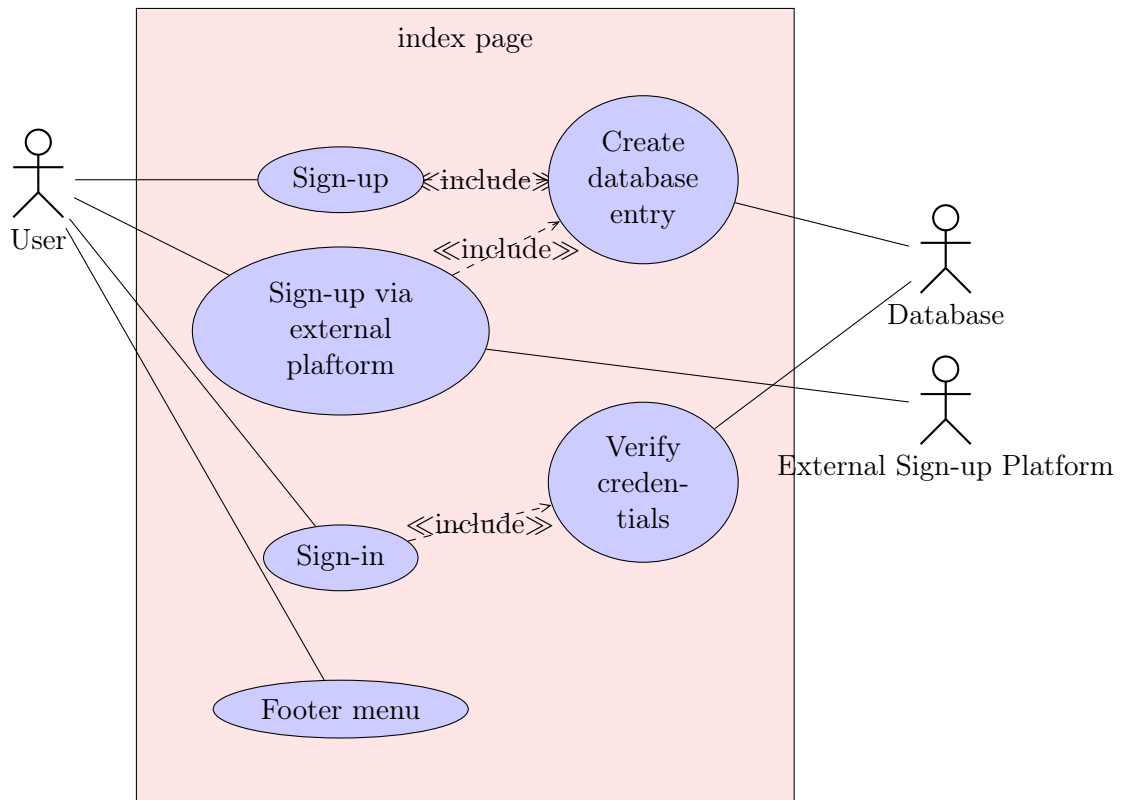 index page
User
Sign-up
≪include≫
Create
database
entry
≪include≫
Sign-up via
external
plaftorm
Database
External Sign-up Platform
Verify
creden-
tials
≪include≫
Sign-in
Footer menu